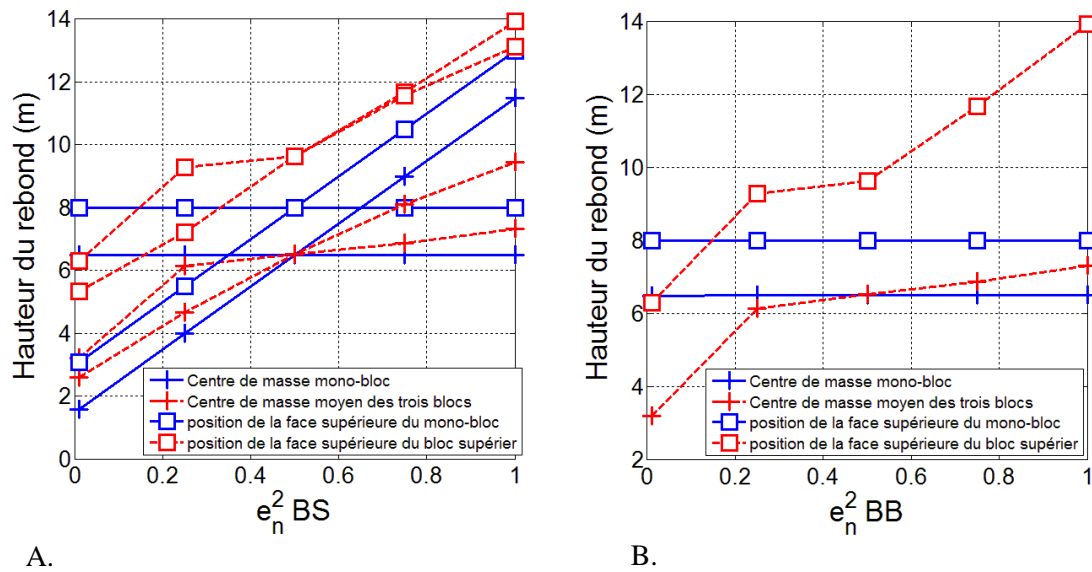 14
12
10
8
6
4
2
0
Hauteur du rebond (m)
Centre de masse mono-bloc
Centre de masse moyen des trois blocs
position de la face supérieure du mono-bloc
position de la face supérieure du bloc supérier
0 0.2 0.4 0.6 0.8 1
e_n^2 BS
A.
14
12
10
8
6
4
2
Hauteur du rebond (m)
Centre de masse mono-bloc
Centre de masse moyen des trois blocs
position de la face supérieure du mono-bloc
position de la face supérieure du bloc supérier
0 0.2 0.4 0.6 0.8 1
e_n^2 BB
B.